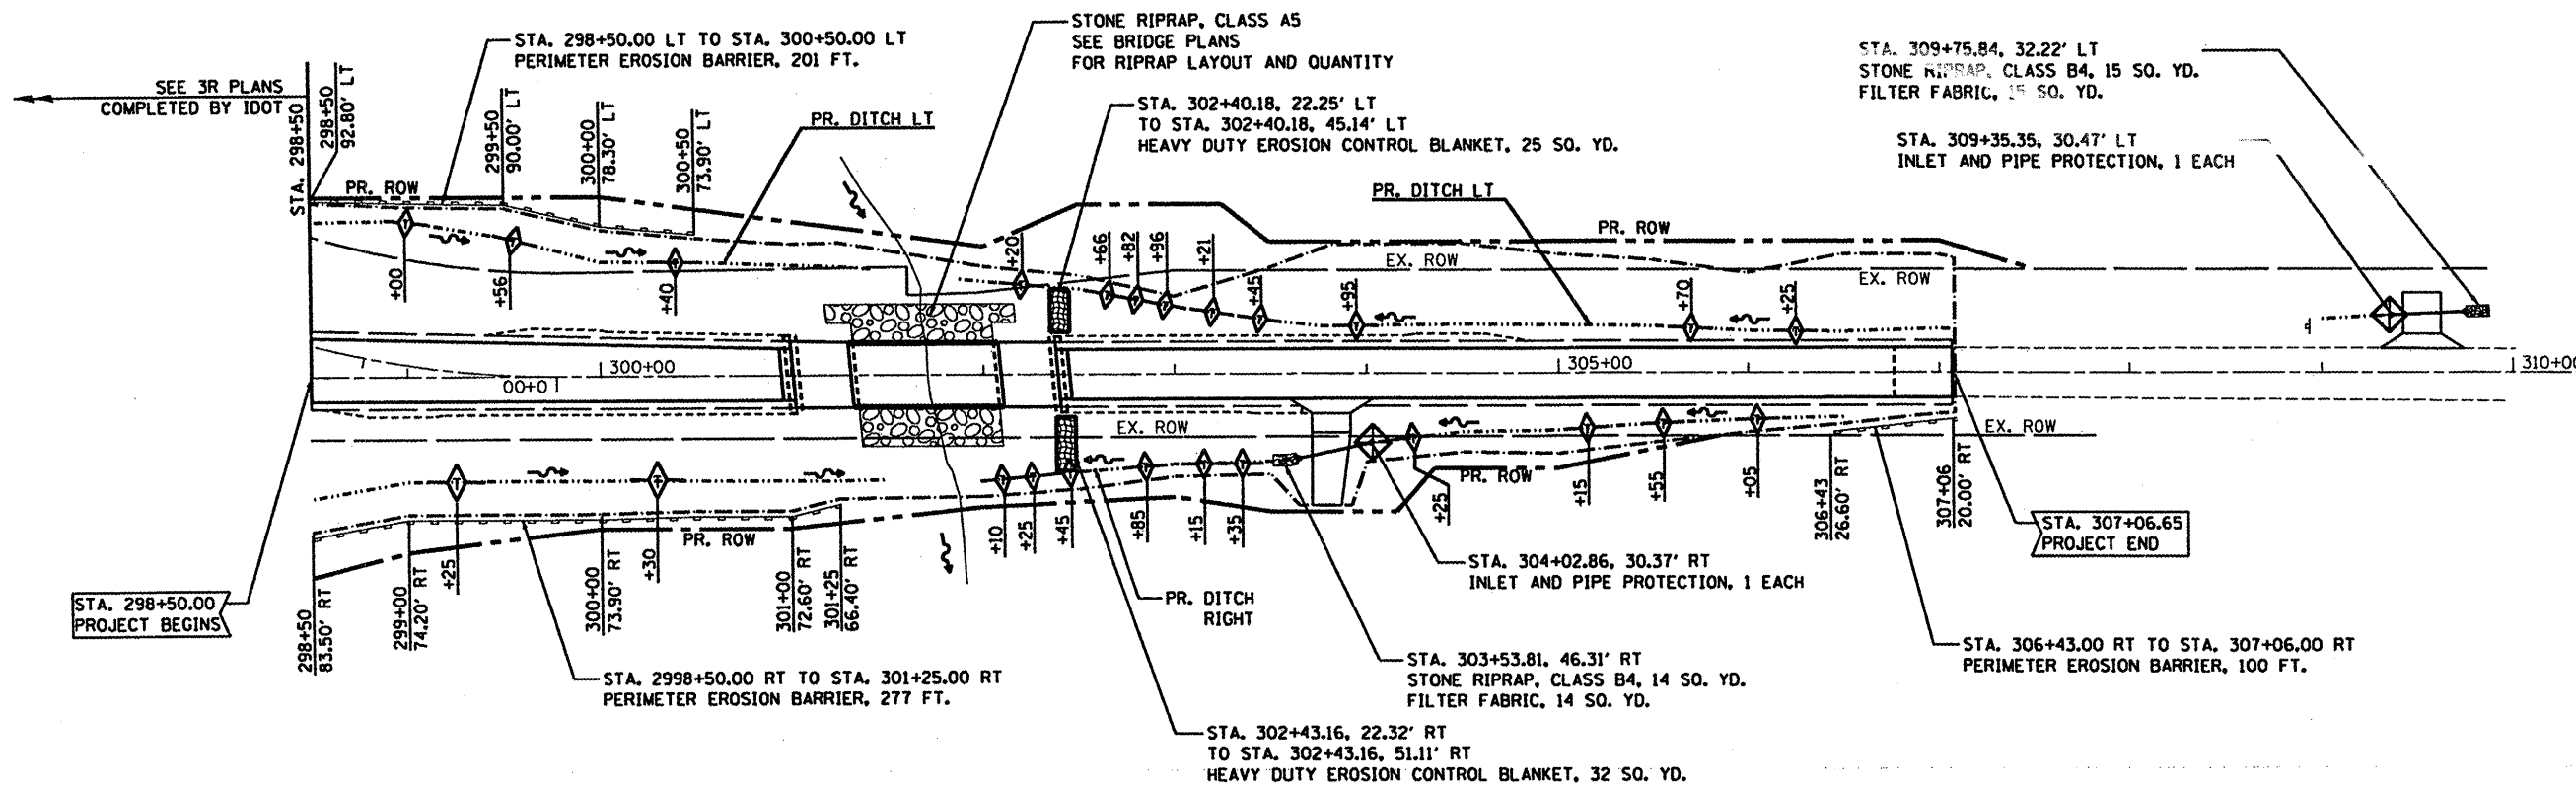 STA. 298+50.00 LT TO STA. 300+50.00 LT
PERIMETER EROSION BARRIER, 201 FT.
STONE RIPRAP, CLASS A5
SEE BRIDGE PLANS
FOR RIPRAP LAYOUT AND QUANTITY
STA. 309+75.84, 32.22' LT
STONE RIPRAP, CLASS B4, 15 SQ. YD.
FILTER FABRIC, 15 SQ. YD.
SEE 3R PLANS
COMPLETED BY IDOT
STA. 298+50
298+50
92.80' LT
299+50
90.00' LT
300+00
78.30' LT
300+50
73.90' LT
PR. DITCH LT
STA. 302+40.18, 22.25' LT
TO STA. 302+40.18, 45.14' LT
HEAVY DUTY EROSION CONTROL BLANKET, 25 SQ. YD.
STA. 309+35.35, 30.47' LT
INLET AND PIPE PROTECTION, 1 EACH
PR. ROW
PR. DITCH LT
PR. ROW
+00
+56
+40
+20
+66
+82
+96
+21
+45
+95
+70
+25
EX. ROW
EX. ROW
300+00
00+0
305+00
310+00
EX. ROW
EX. ROW
PR. ROW
PR. ROW
+25
+30
+10
+25
+45
+85
+15
+35
+25
+15
+55
+05
298+50
83.50' RT
299+00
74.20' RT
300+00
73.90' RT
301+00
72.60' RT
301+25
66.40' RT
306+43
26.60' RT
307+06
20.00' RT
STA. 307+06.65
PROJECT END
STA. 304+02.86, 30.37' RT
INLET AND PIPE PROTECTION, 1 EACH
STA. 298+50.00
PROJECT BEGINS
PR. DITCH
RIGHT
STA. 306+43.00 RT TO STA. 307+06.00 RT
PERIMETER EROSION BARRIER, 100 FT.
STA. 2998+50.00 RT TO STA. 301+25.00 RT
PERIMETER EROSION BARRIER, 277 FT.
STA. 303+53.81, 46.31' RT
STONE RIPRAP, CLASS B4, 14 SQ. YD.
FILTER FABRIC, 14 SQ. YD.
STA. 302+43.16, 22.32' RT
TO STA. 302+43.16, 51.11' RT
HEAVY DUTY EROSION CONTROL BLANKET, 32 SQ. YD.